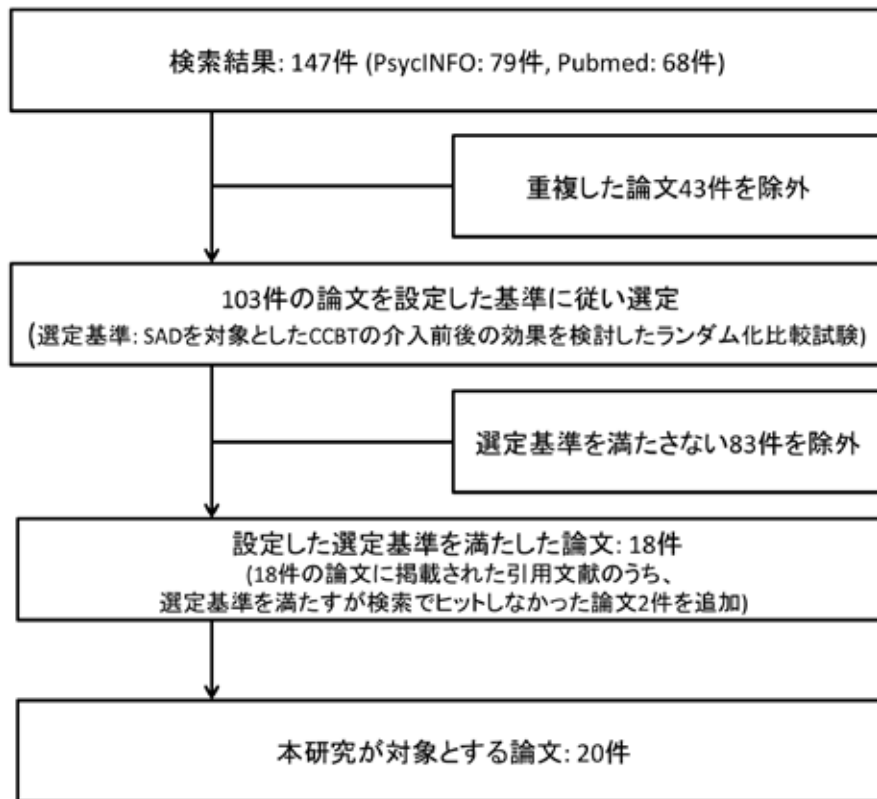 検索結果: 147件 (PsycINFO: 79件, Pubmed: 68件)
重複した論文43件を除外
103件の論文を設定した基準に従い選定
(選定基準: SADを対象としたCCBTの介入前後の効果を検討したランダム化比較試験)
選定基準を満たさない83件を除外
設定した選定基準を満たした論文: 18件
(18件の論文に掲載された引用文献のうち、
選定基準を満たすが検索でヒットしなかった論文2件を追加)
本研究が対象とする論文: 20件